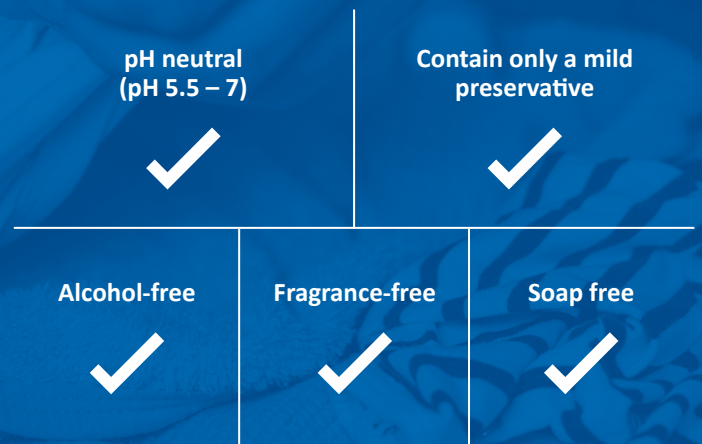 pH neutral
(pH 5.5 – 7)
Contain only a mild
preservative
Alcohol-free
Fragrance-free
Soap free